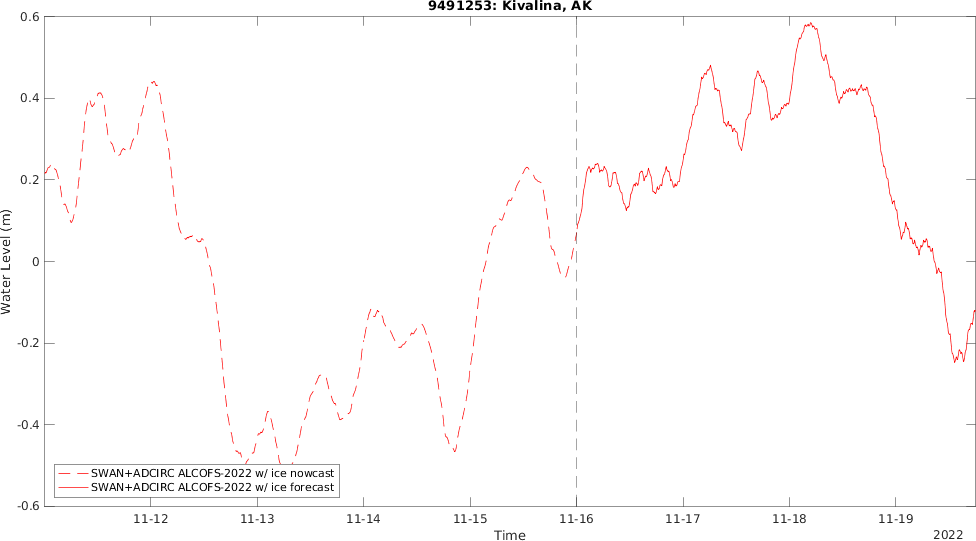 9491253: Kivalina, AK
0.6
0.4
0.2
0
-0.2
-0.4
-0.6
Water Level (m)
SWAN+ADCIRC ALCOFS-2022 w/ ice nowcast
SWAN+ADCIRC ALCOFS-2022 w/ ice forecast
11-12 11-13 11-14 11-15 11-16 11-17 11-18 11-19
Time
2022